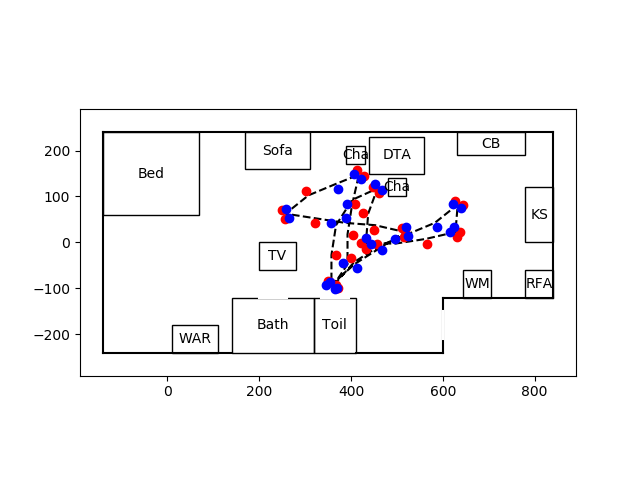 200
100
0
−100
−200
0
200
400
600
800
Bed
Sofa
Cha
DTA
CB
Cha
KS
TV
WM
RFA
WAR
Bath
Toil